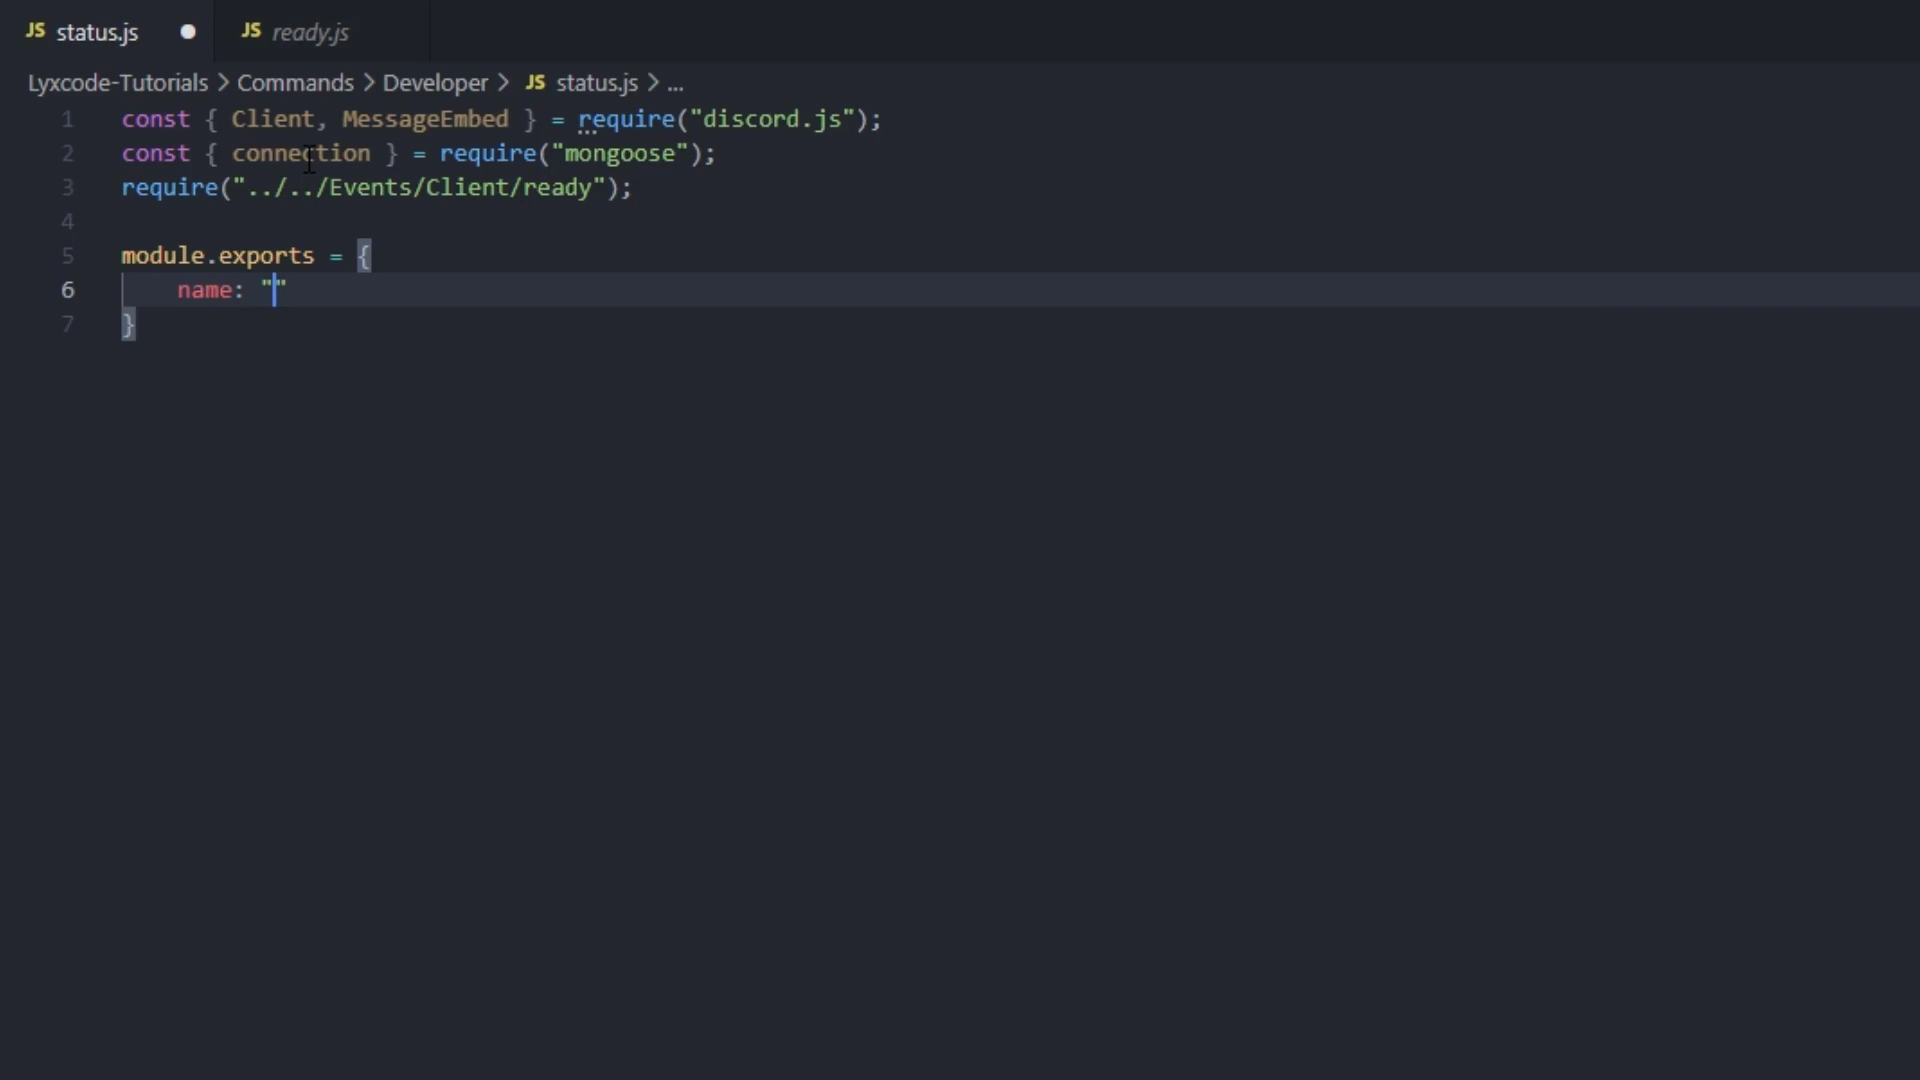 JS status.js JS ready.js
Lyxcode-Tutorials > Commands > Developer > JS status.js > ...
1 const { Client, MessageEmbed } = require("discord.js");
2 const { connection } = require("mongoose");
3 require("../../Events/Client/ready");
4
5 module.exports = {
6 name: ""
7 }